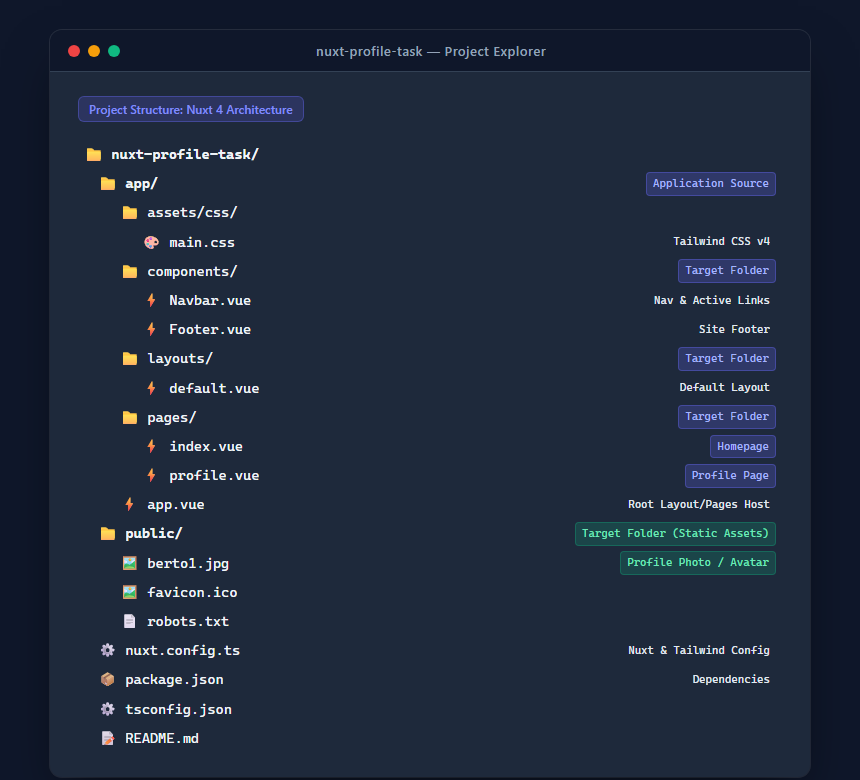 nuxt-profile-task — Project Explorer
Project Structure: Nuxt 4 Architecture
nuxt-profile-task/
app/ Application Source
assets/css/
main.css Tailwind CSS v4
components/ Target Folder
Navbar.vue Nav & Active Links
Footer.vue Site Footer
layouts/ Target Folder
default.vue Default Layout
pages/ Target Folder
index.vue Homepage
profile.vue Profile Page
app.vue Root Layout/Pages Host
public/ Target Folder (Static Assets)
berto1.jpg Profile Photo / Avatar
favicon.ico
robots.txt
nuxt.config.ts Nuxt & Tailwind Config
package.json Dependencies
tsconfig.json
README.md